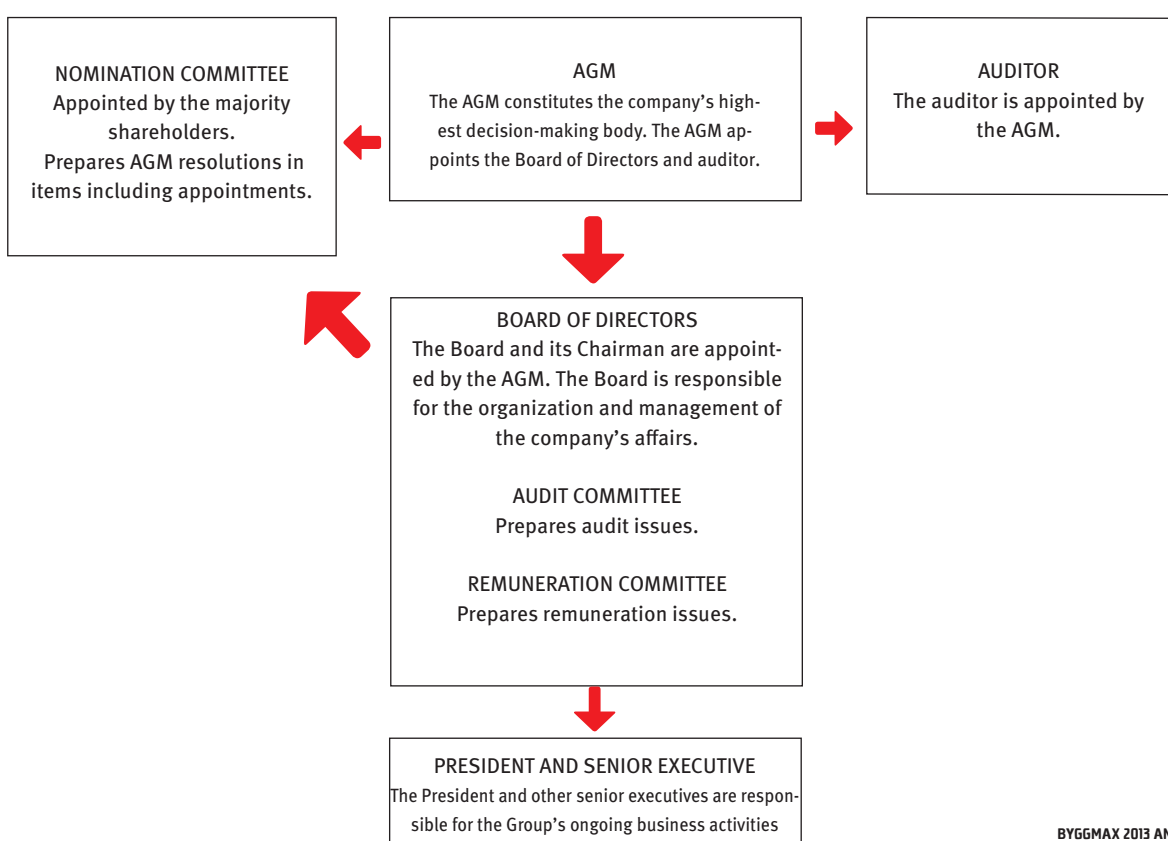 NOMINATION COMMITTEE
Appointed by the majority
shareholders.
Prepares AGM resolutions in
items including appointments.
AGM
The AGM constitutes the company's high-
est decision-making body. The AGM ap-
points the Board of Directors and auditor.
AUDITOR
The auditor is appointed by
the AGM.
BOARD OF DIRECTORS
The Board and its Chairman are appoint-
ed by the AGM. The Board is responsible
for the organization and management of
the company's affairs.
AUDIT COMMITTEE
Prepares audit issues.
REMUNERATION COMMITTEE
Prepares remuneration issues.
PRESIDENT AND SENIOR EXECUTIVE
The President and other senior executives are respon-
sible for the Group's ongoing business activities
BYGGMAX 2013 AN